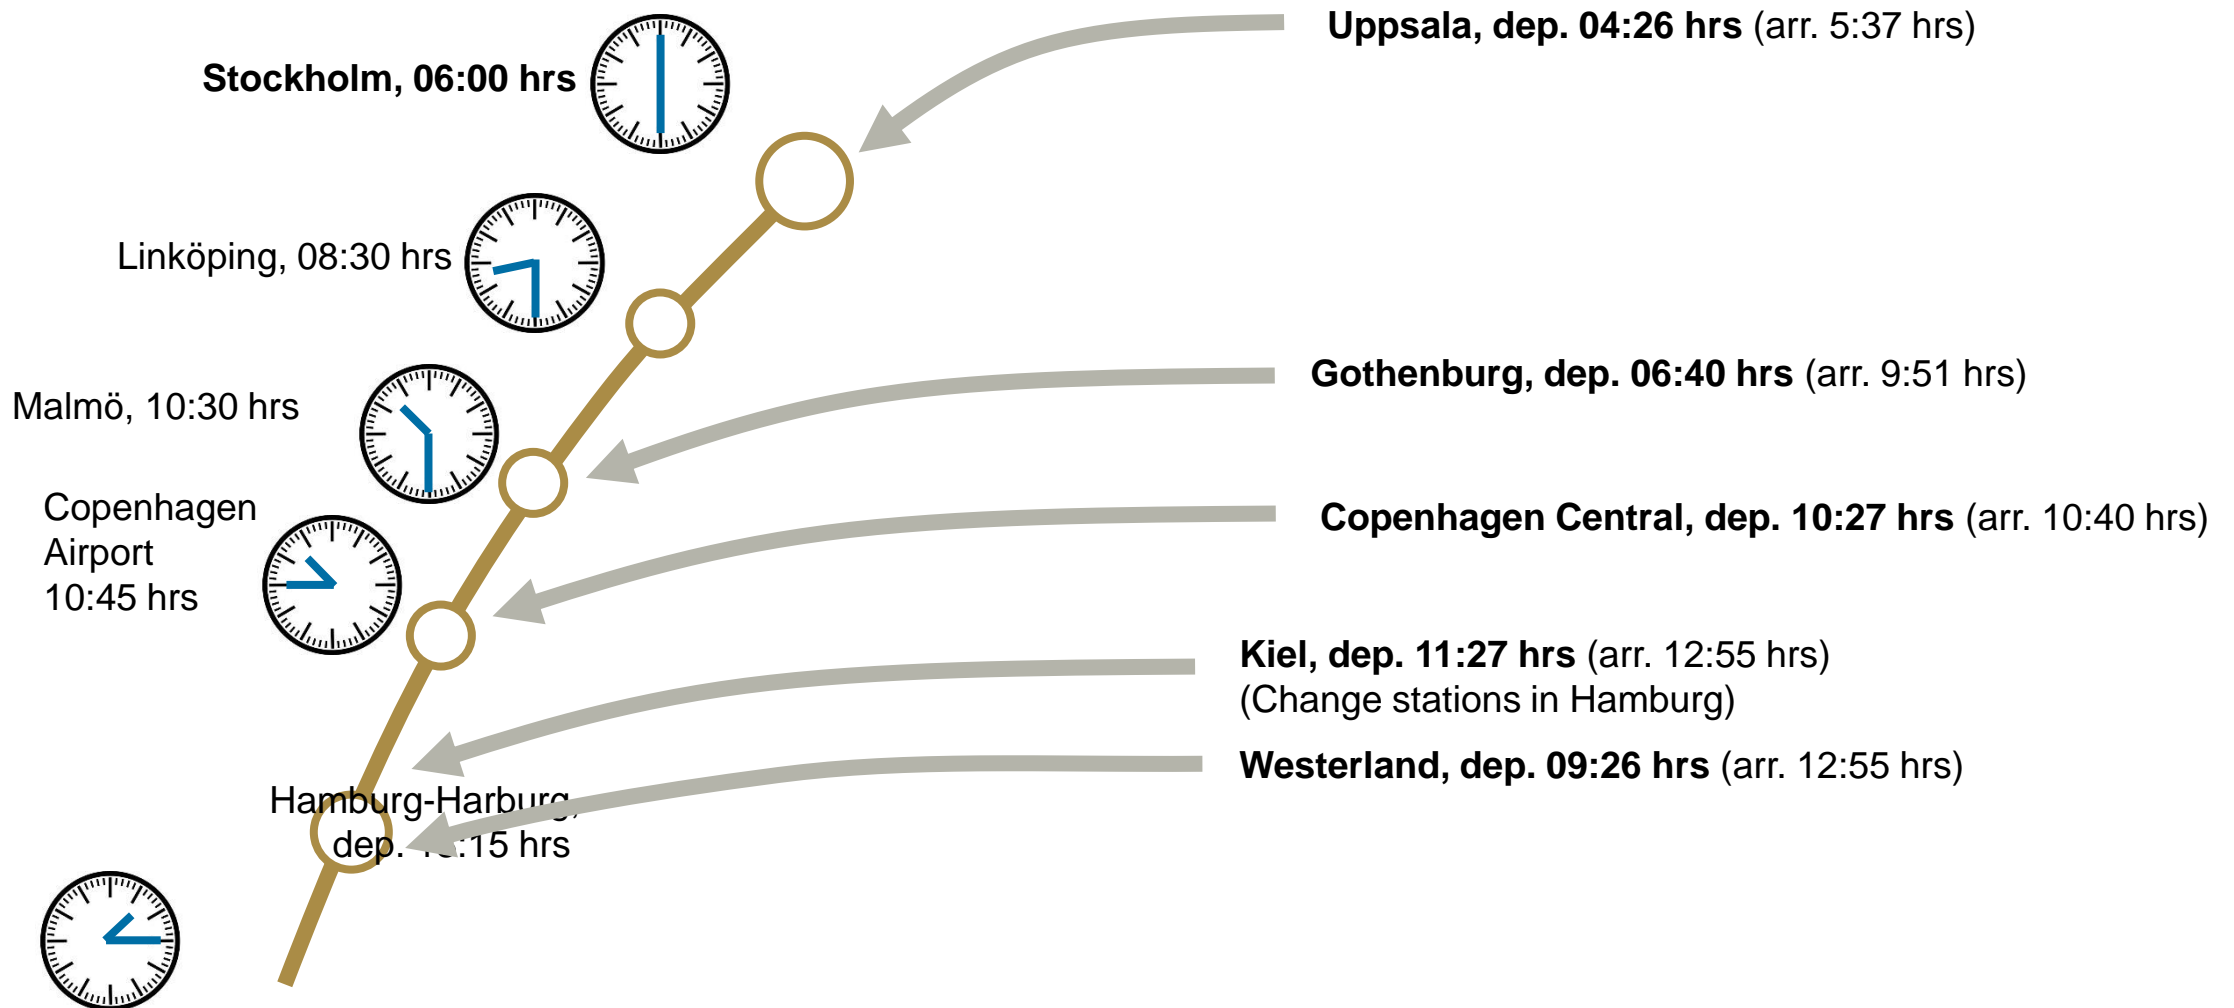 Uppsala, dep. 04:26 hrs (arr. 5:37 hrs)
Stockholm, 06:00 hrs
Linköping, 08:30 hrs
Gothenburg, dep. 06:40 hrs (arr. 9:51 hrs)
Malmö, 10:30 hrs
Copenhagen
Airport
10:45 hrs
Copenhagen Central, dep. 10:27 hrs (arr. 10:40 hrs)
Kiel, dep. 11:27 hrs (arr. 12:55 hrs)
(Change stations in Hamburg)
Westerland, dep. 09:26 hrs (arr. 12:55 hrs)
Hamburg-Harburg,
dep. 13:15 hrs